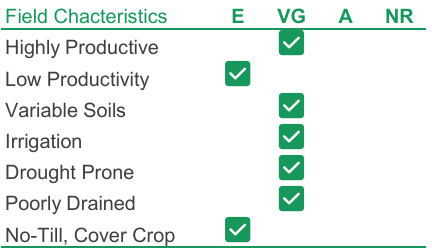 Field Chacteristics E VG A NR
Highly Productive
Low Productivity
Variable Soils
Irrigation
Drought Prone
Poorly Drained
No-Till, Cover Crop